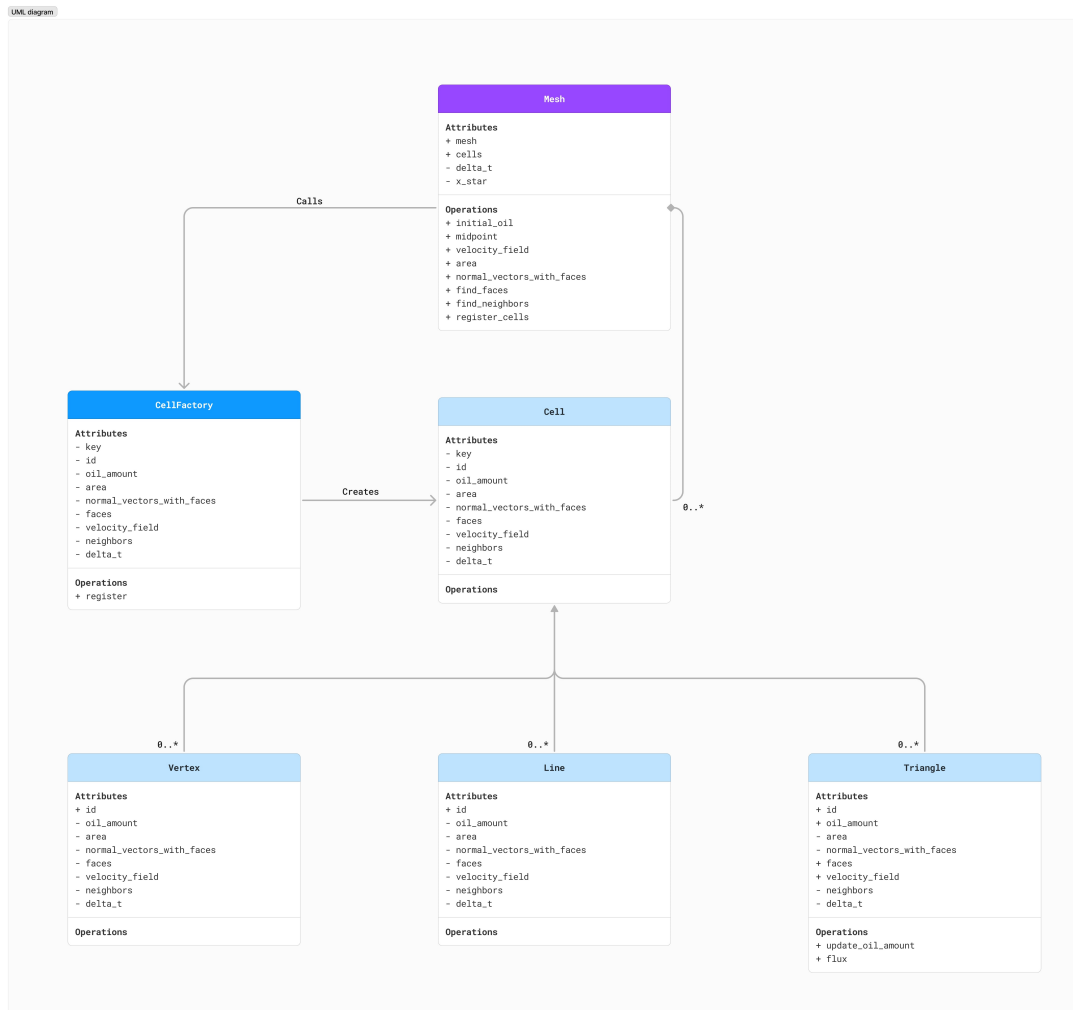 UML diagram
Mesh
Attributes
+ mesh
+ cells
- delta_t
- x_star
Operations
+ initial_oil
+ midpoint
+ velocity_field
+ area
+ normal_vectors_with_faces
+ find_faces
+ find_neighbors
+ register_cells
Calls
CellFactory
Attributes
- key
- id
- oil_amount
- area
- normal_vectors_with_faces
- faces
- velocity_field
- neighbors
- delta_t
Operations
+ register
Creates
Cell
Attributes
- key
- id
- oil_amount
- area
- normal_vectors_with_faces
- faces
- velocity_field
- neighbors
- delta_t
Operations
0..*
0..*
Vertex
Attributes
+ id
- oil_amount
- area
- normal_vectors_with_faces
- faces
- velocity_field
- neighbors
- delta_t
Operations
0..*
Line
Attributes
+ id
- oil_amount
- area
- normal_vectors_with_faces
- faces
- velocity_field
- neighbors
- delta_t
Operations
0..*
Triangle
Attributes
+ id
+ oil_amount
- area
- normal_vectors_with_faces
+ faces
+ velocity_field
- neighbors
- delta_t
Operations
+ update_oil_amount
+ flux